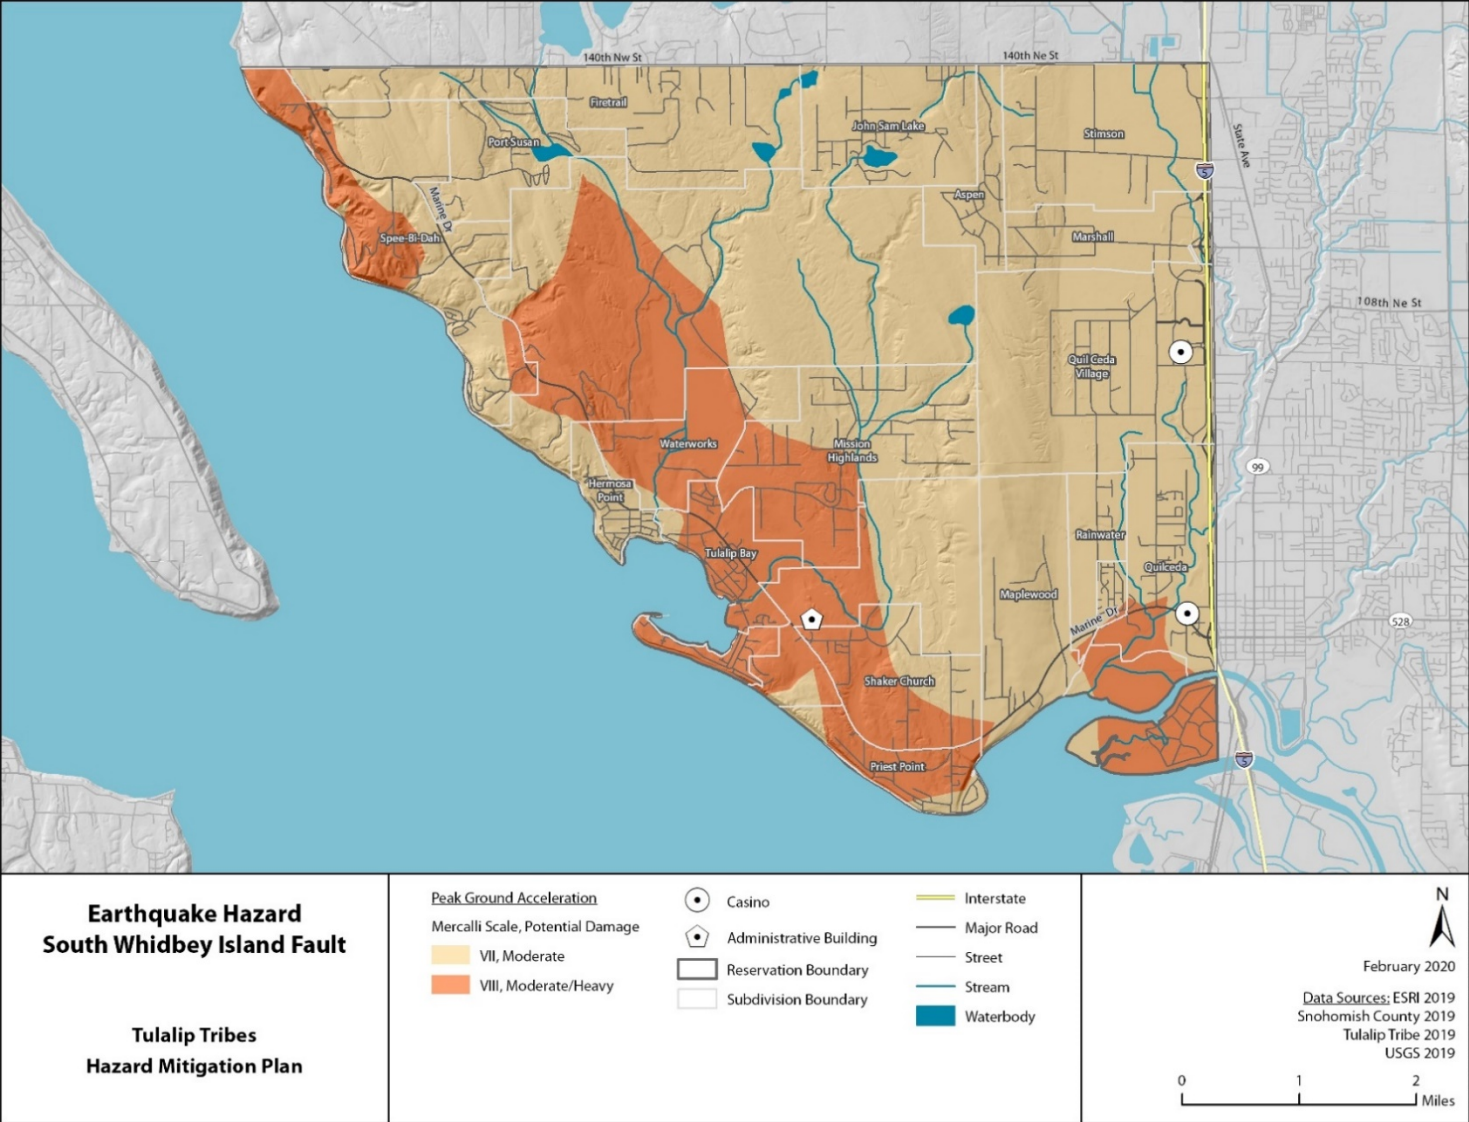 140th Nw St
140th Ne St
Firetrail
John Sam Lake
Stimson
State Ave
Port Susan
5
Marine Dr
Aspen
Spee-Bi-Dah
Marshall
108th Ne St
Quil Ceda
Village
Waterworks
Mission
Highlands
99
Hermosa
Point
Rainwater
Tulalip Bay
Quilceda
Maplewood
Marine Dr
528
Shaker Church
Priest Point
5
Earthquake Hazard
South Whidbey Island Fault
Tulalip Tribes
Hazard Mitigation Plan
Peak Ground Acceleration
Mercalli Scale, Potential Damage
VII, Moderate
VIII, Moderate/Heavy
Casino
Administrative Building
Reservation Boundary
Subdivision Boundary
Interstate
Major Road
Street
Stream
Waterbody
N
February 2020
Data Sources: ESRI 2019
Snohomish County 2019
Tulalip Tribe 2019
USGS 2019
0 1 2
Miles